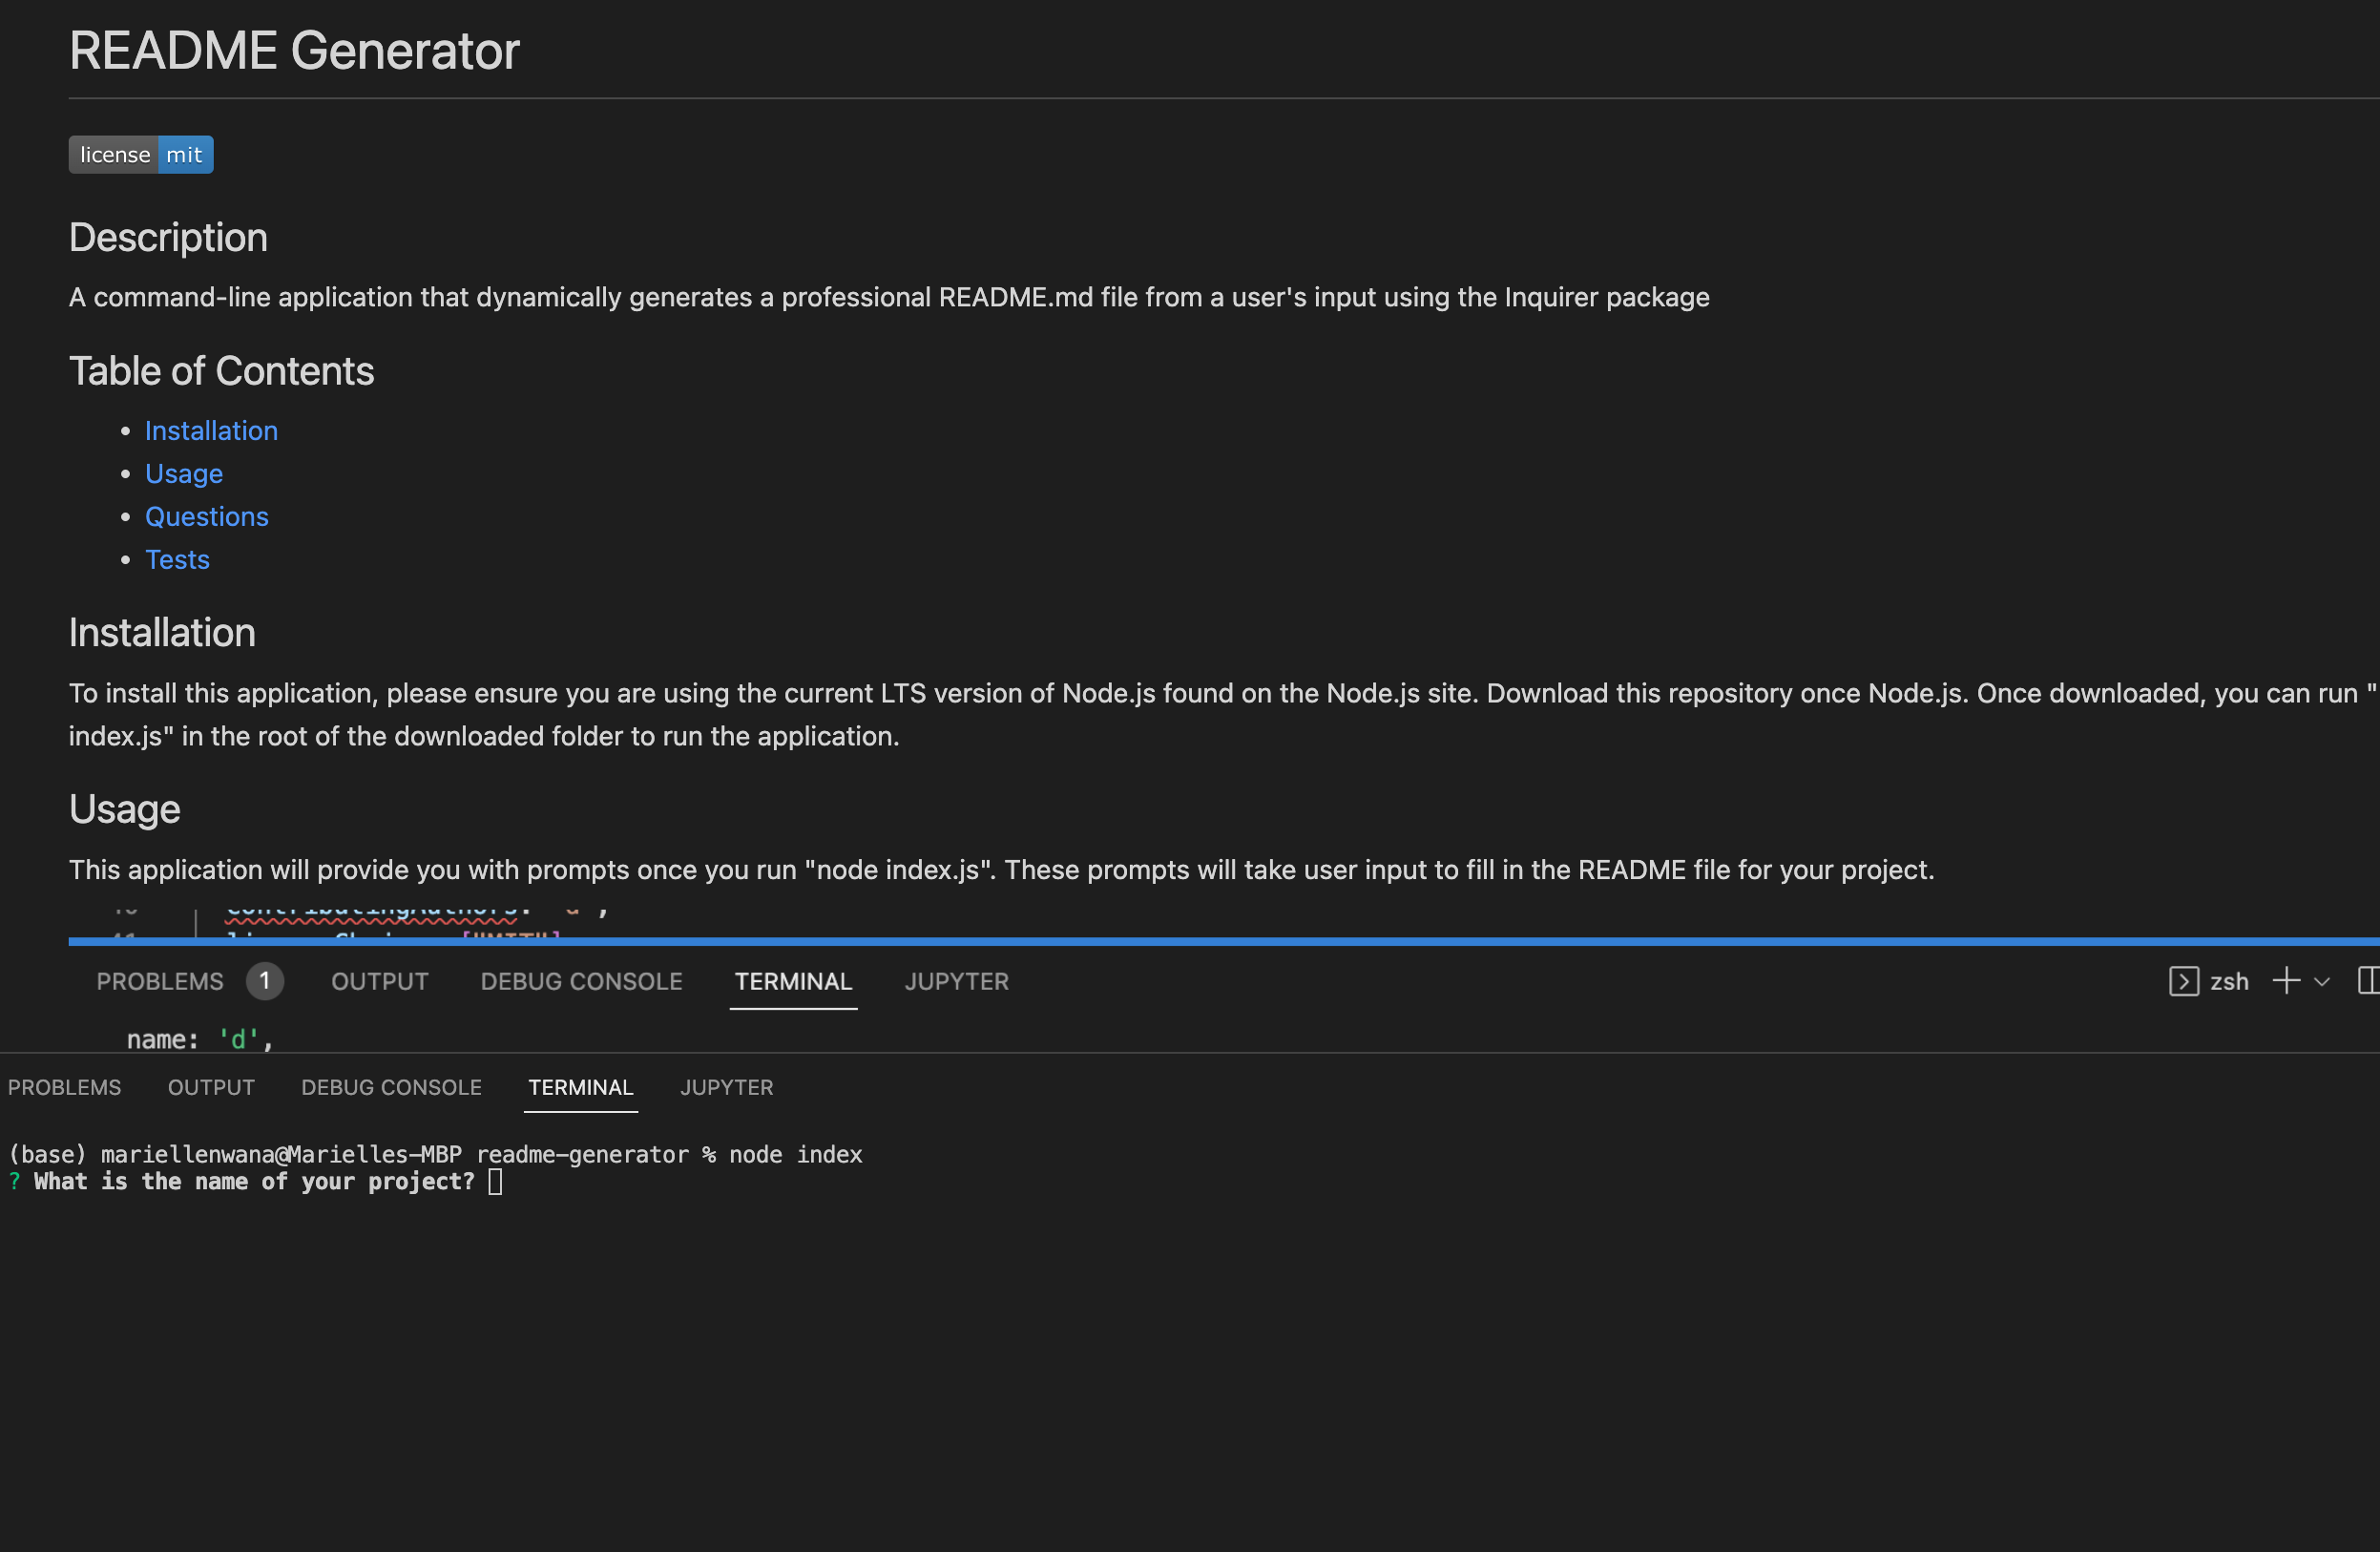 README Generator
license mit
Description
A command-line application that dynamically generates a professional README.md file from a user's input using the Inquirer package
Table of Contents
• Installation
• Usage
• Questions
• Tests
Installation
To install this application, please ensure you are using the current LTS version of Node.js found on the Node.js site. Download this repository once Node.js. Once downloaded, you can run "
index.js" in the root of the downloaded folder to run the application.
Usage
This application will provide you with prompts once you run "node index.js". These prompts will take user input to fill in the README file for your project.
contributingAuthors:
PROBLEMS 1 OUTPUT DEBUG CONSOLE TERMINAL JUPYTER zsh
name: 'd',
PROBLEMS OUTPUT DEBUG CONSOLE TERMINAL JUPYTER
(base) mariellenwana@Marielles-MBP readme-generator % node index
? What is the name of your project?